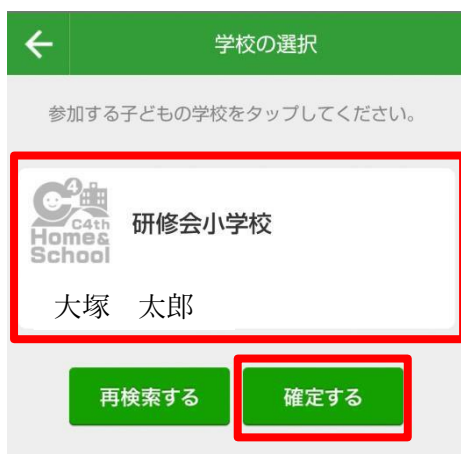 学校の選択
参加する子どもの学校をタップしてください。
C4
C4th
Home&
School
研修会小学校
大塚　太郎
再検索する
確定する